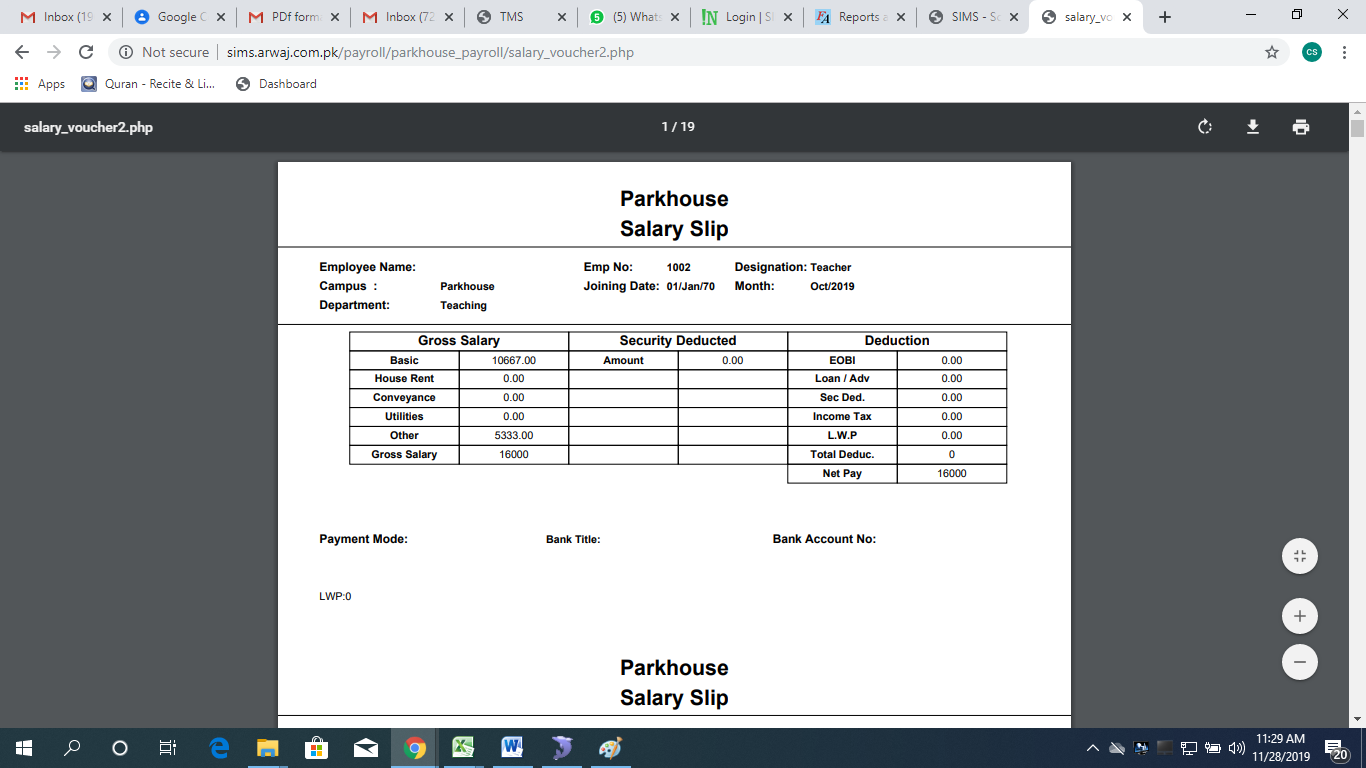 Inbox (19
Google C
PDf form
Inbox (72
TMS
(5) Whats
Login | S
Reports a
SIMS - Sc
salary_vo
Not secure | sims.arwaj.com.pk/payroll/parkhouse_payroll/salary_voucher2.php
CS
Apps
Quran - Recite & Li...
Dashboard
salary_voucher2.php
1 / 19
Parkhouse
Salary Slip
Employee Name: Emp No: 1002 Designation: Teacher
Campus : Parkhouse Joining Date: 01/Jan/70 Month: Oct/2019
Department: Teaching
Gross Salary Security Deducted Deduction
Basic 10667.00 Amount 0.00 EOBI 0.00
House Rent 0.00 Loan / Adv 0.00
Conveyance 0.00 Sec Ded. 0.00
Utilities 0.00 Income Tax 0.00
Other 5333.00 L.W.P 0.00
Gross Salary 16000 Total Deduc. 0
Net Pay 16000
Payment Mode: Bank Title: Bank Account No:
LWP:0
Parkhouse
Salary Slip
11:29 AM
11/28/2019
20